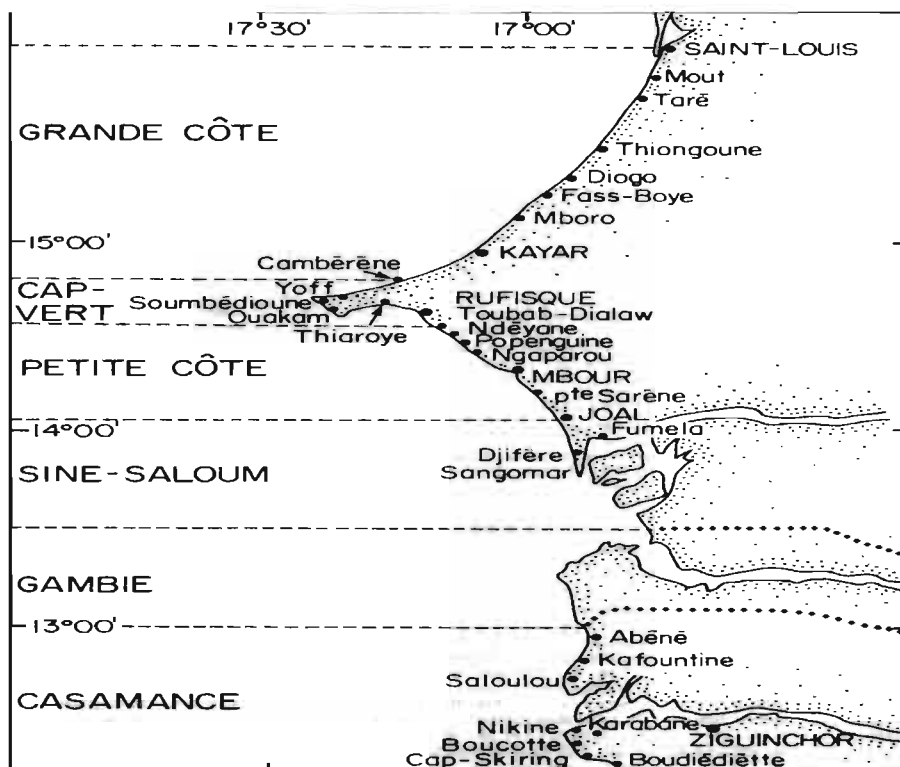 17°30'
17°00'
SAINT-LOUIS
Mout
Tarē
GRANDE CÔTE
Thiongoune
Diogo
Fass-Boye
Mboro
15°00'
KAYAR
Cambērēne
CAP-
VERT
Yoff
Soumbédioune
Ouakam
Thiaroye
RUFISQUE
Toubab-Dialaw
Ndēyane
Popenguine
Ngaparou
PETITE CÔTE
MBOUR
pte Sarēne
JOAL
14°00'
Fumela
Djifēre
Sangomar
SINE-SALOUM
GAMBIE
13°00'
Abēnē
Kafountine
Saloulou
CASAMANCE
Nikine
Karabane
Boucotte
ZIGUINCHOR
Cap-Skiring
Boudiēdiētte